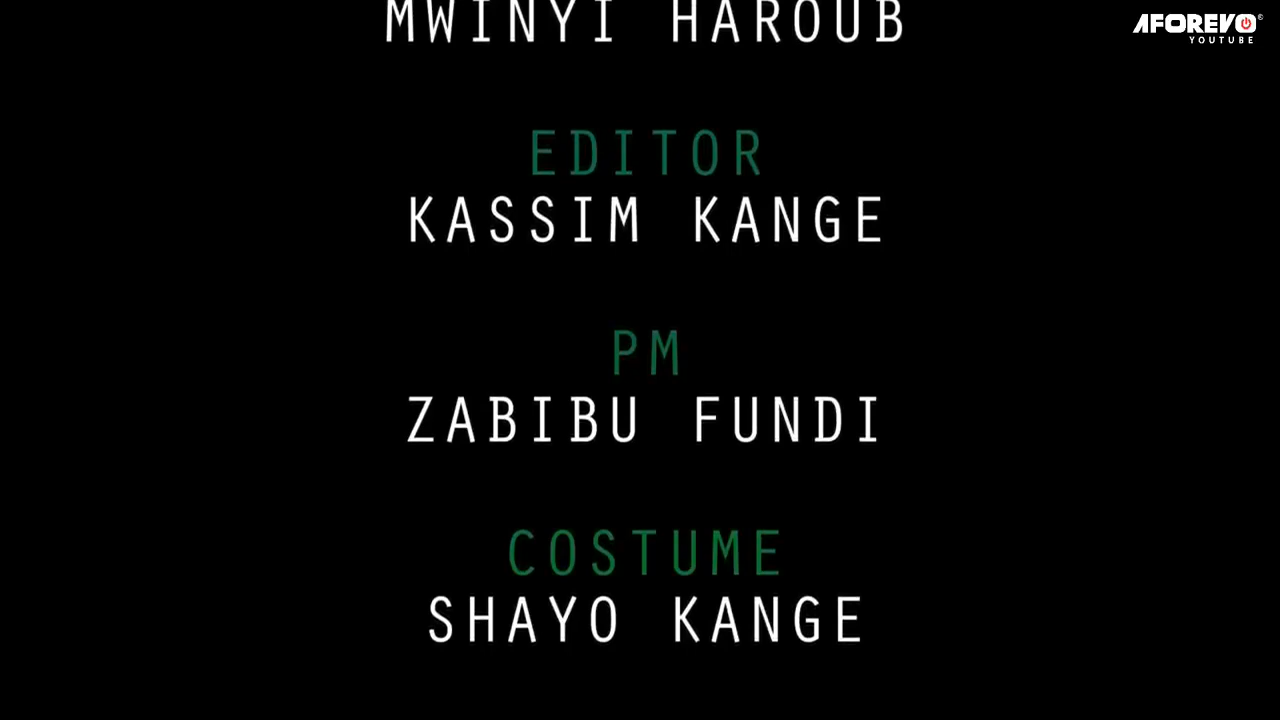 MWINYI HAROUB
AFOREVO
YOUTUBE
EDITOR
KASSIM KANGE
PM
ZABIBU FUNDI
COSTUME
SHAYO KANGE